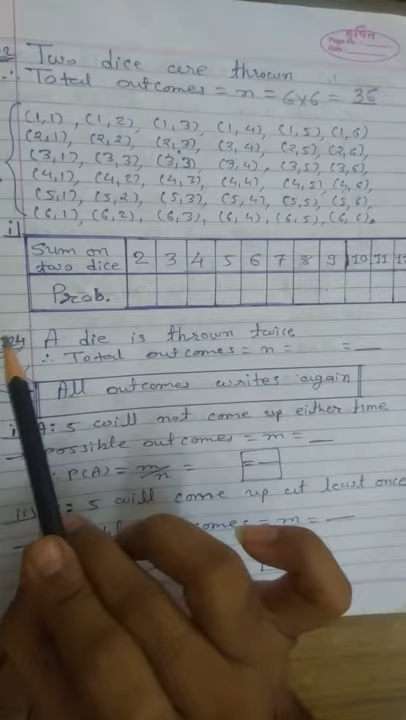 2 Two dice are thrown
∴ Total outcomes = n = 6x6 = 36
(1,1), (1,2), (1,3), (1,4), (1,5), (1,6)
(2,1), (2,2), (2,3), (2,4), (2,5), (2,6),
(3,1), (3,3), (3,3), (3,4), (3,5), (3,6),
(4,1), (4,2), (4,3), (4,4), (4,5), (4,6),
(5,1), (5,2), (5,3), (5,4), (5,5), (5,6),
(6,1), (6,2), (6,3), (6,4), (6,5), (6,6).
i)
Sum on two dice 2 3 4 5 6 7 8 9 10 11
Prob.
24 A die is thrown twice
∴ Total outcomes = n = = _
All outcomes writes again
i) A: 5 will not come up either time
possible outcomes = m = _
∴ P(A) = m/n =
ii) : 5 will come up at least once
comes = m = _